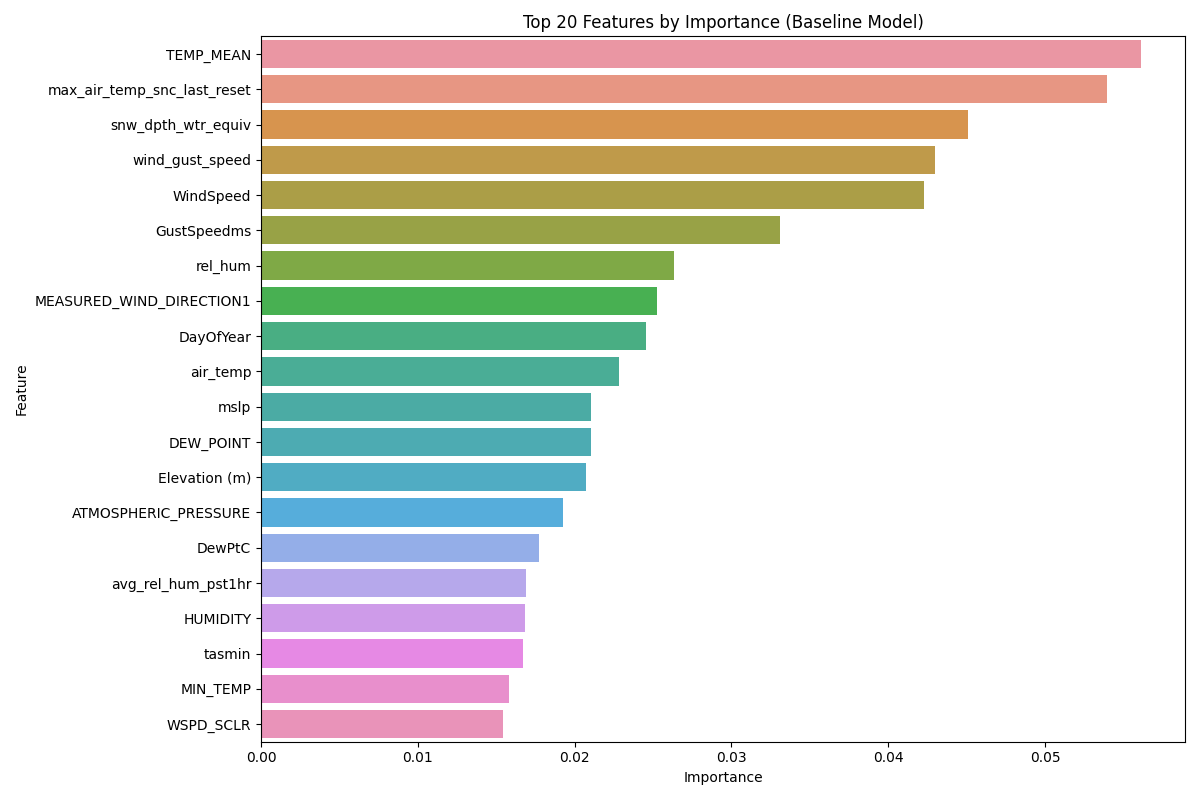 Top 20 Features by Importance (Baseline Model)
TEMP_MEAN
max_air_temp_snc_last_reset
snw_dpth_wtr_equiv
wind_gust_speed
WindSpeed
GustSpeedms
rel_hum
MEASURED_WIND_DIRECTION1
DayOfYear
air_temp
mslp
DEW_POINT
Elevation (m)
ATMOSPHERIC_PRESSURE
DewPtC
avg_rel_hum_pst1hr
HUMIDITY
tasmin
MIN_TEMP
WSPD_SCLR
Feature
0.00 0.01 0.02 0.03 0.04 0.05
Importance